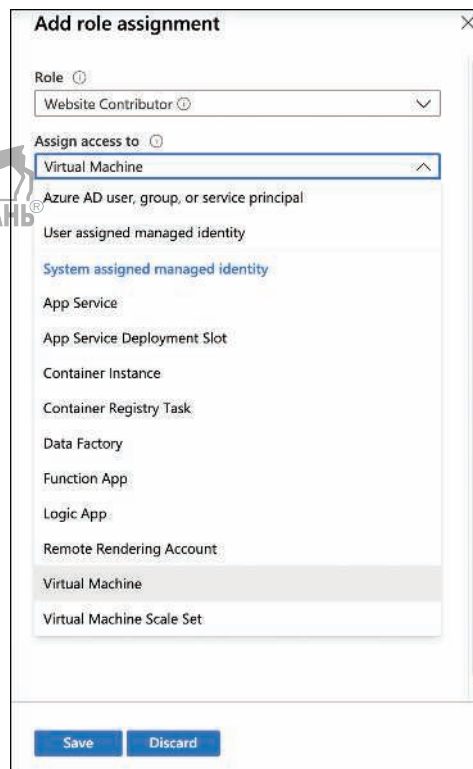 Add role assignment
Role
Website Contributor
Assign access to
Virtual Machine
Azure AD user, group, or service principal
User assigned managed identity
System assigned managed identity
App Service
App Service Deployment Slot
Container Instance
Container Registry Task
Data Factory
Function App
Logic App
Remote Rendering Account
Virtual Machine
Virtual Machine Scale Set
Save Discard